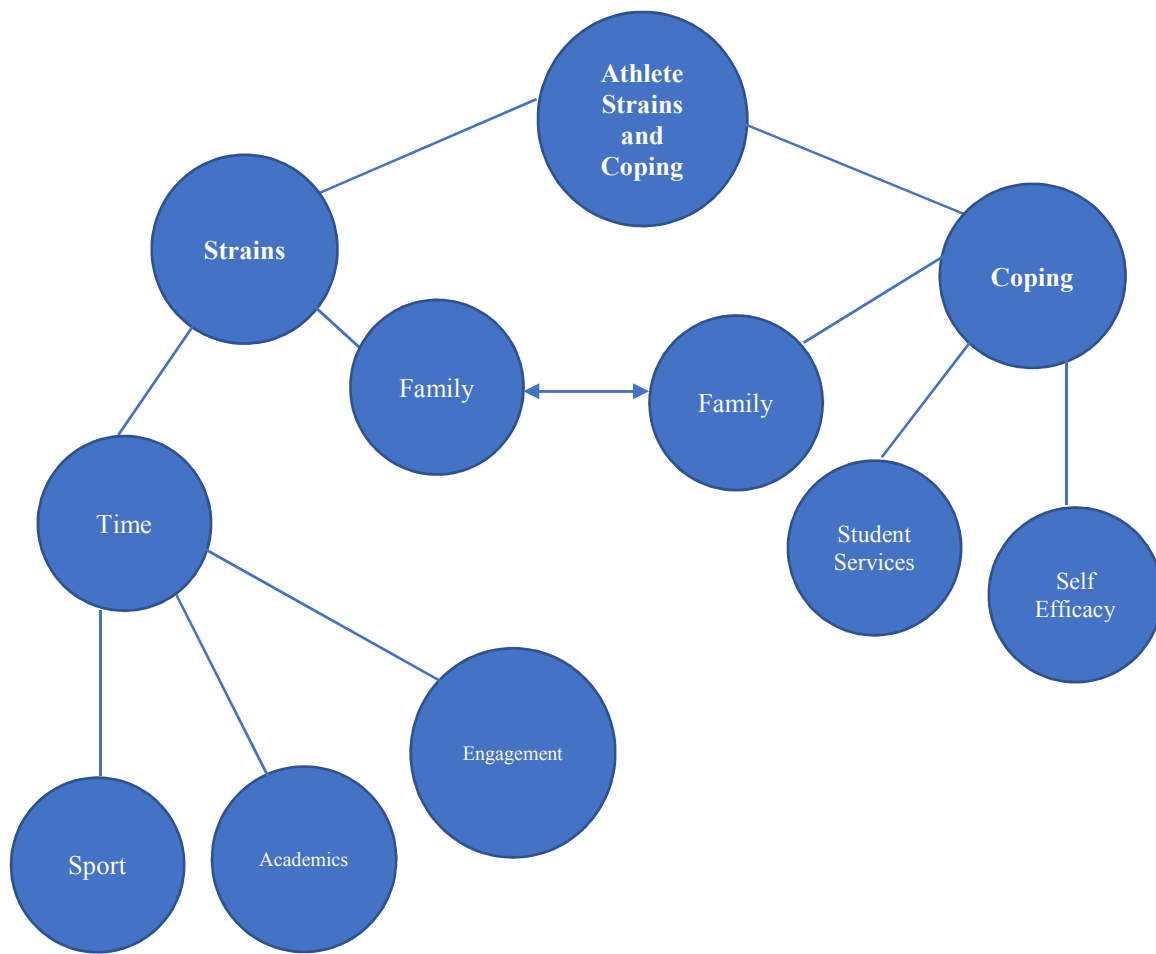 Athlete
Strains
and
Coping
Strains
Coping
Family
Family
Time
Student
Services
Self
Efficacy
Engagement
Sport
Academics